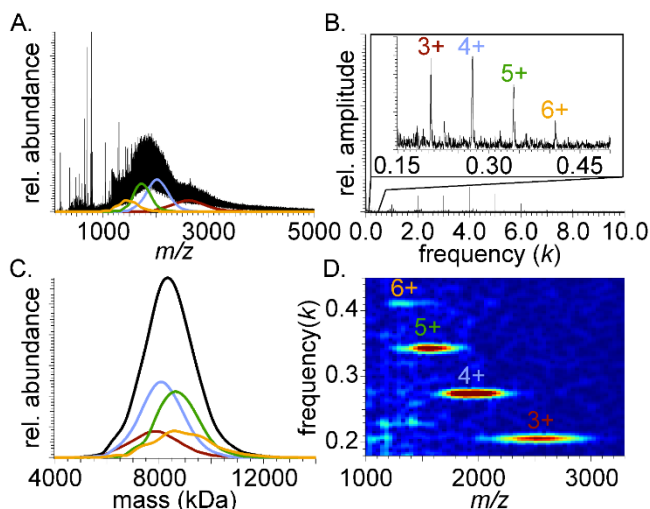 A.
rel. abundance
1000 3000 5000
m/z
B.
rel. amplitude
3+ 4+ 5+ 6+
0.15 0.30 0.45
0.0 2.0 4.0 6.0 8.0 10.0
frequency (k)
C.
rel. abundance
4000 8000 12000
mass (kDa)
D.
frequency(k)
0.4
0.3
0.2
6+
5+
4+
3+
1000 2000 3000
m/z